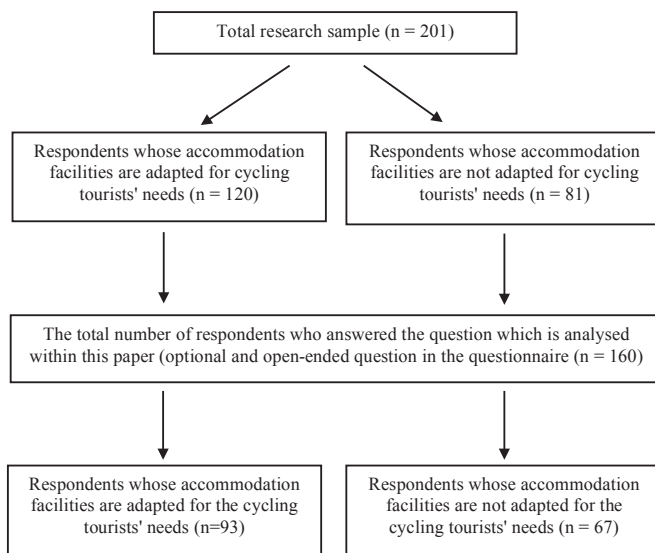 Total research sample (n = 201)
Respondents whose accommodation
facilities are adapted for cycling
tourists' needs (n = 120)
Respondents whose accommodation
facilities are not adapted for cycling
tourists' needs (n = 81)
The total number of respondents who answered the question which is analysed
within this paper (optional and open-ended question in the questionnaire (n = 160)
Respondents whose accommodation
facilities are adapted for the cycling
tourists' needs (n=93)
Respondents whose accommodation
facilities are not adapted for the
cycling tourists' needs (n = 67)